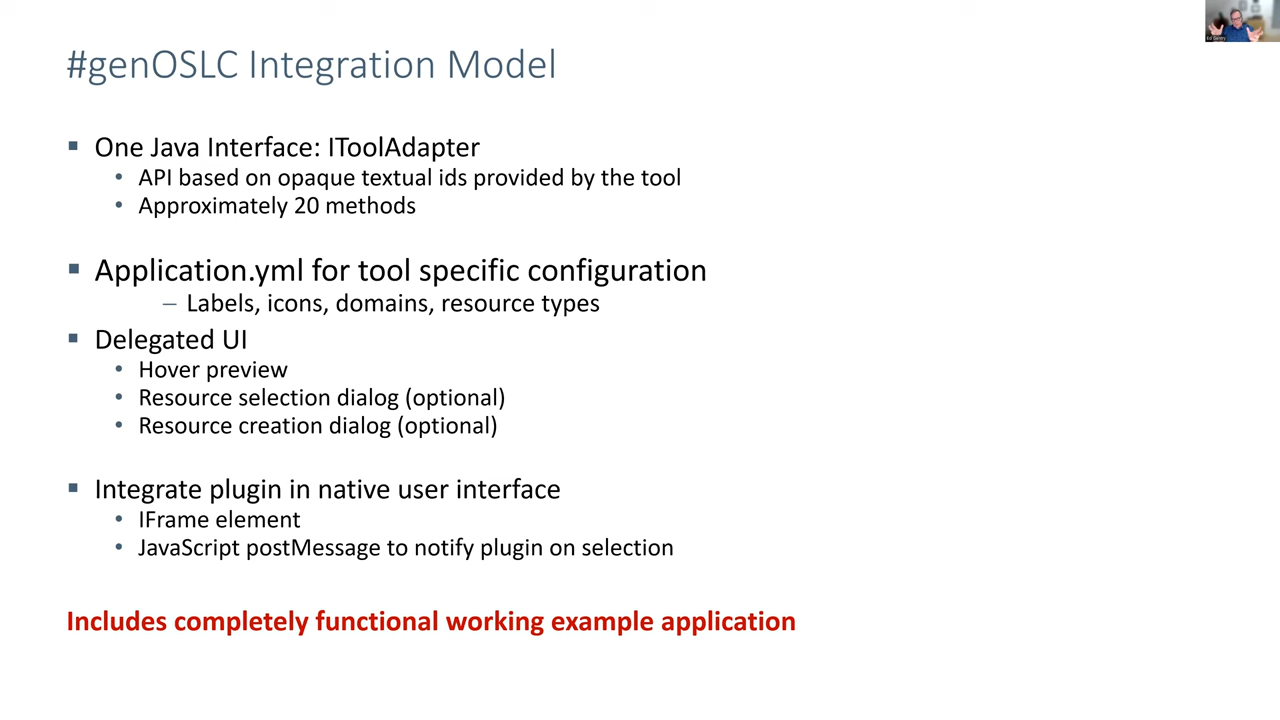 #genOSLC Integration Model
▪ One Java Interface: IToolAdapter
• API based on opaque textual ids provided by the tool
• Approximately 20 methods
▪ Application.yml for tool specific configuration
– Labels, icons, domains, resource types
▪ Delegated UI
• Hover preview
• Resource selection dialog (optional)
• Resource creation dialog (optional)
▪ Integrate plugin in native user interface
• IFrame element
• JavaScript postMessage to notify plugin on selection
Includes completely functional working example application